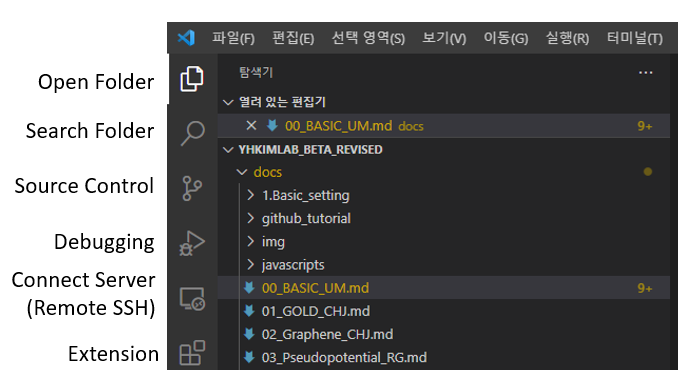 파일(F) 편집(E) 선택 영역(S) 보기(V) 이동(G) 실행(R) 터미널(T)
Open Folder
Search Folder
Source Control
Debugging
Connect Server
(Remote SSH)
Extension
탐색기
열려 있는 편집기
00_BASIC_UM.md docs 9+
YHKIMLAB_BETA_REVISED
docs
1.Basic_setting
github_tutorial
img
javascripts
00_BASIC_UM.md 9+
01_GOLD_CHJ.md
02_Graphene_CHJ.md
03_Pseudopotential_RG.md